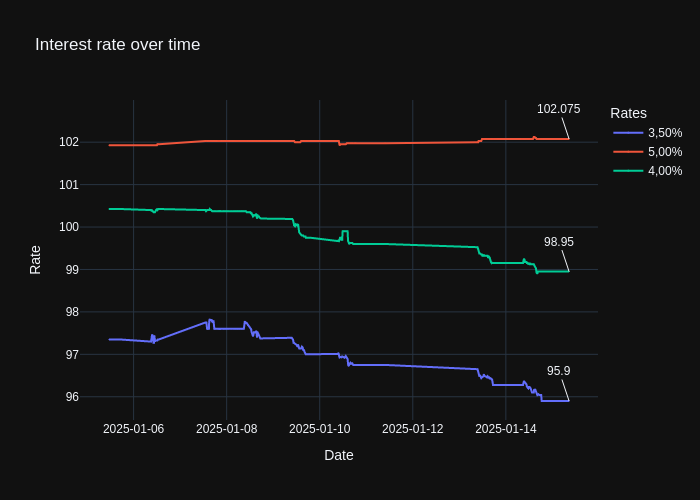 Interest rate over time
102.075
98.95
95.9
Rates
3,50%
5,00%
4,00%
Rate
102
101
100
99
98
97
96
2025-01-06 2025-01-08 2025-01-10 2025-01-12 2025-01-14
Date